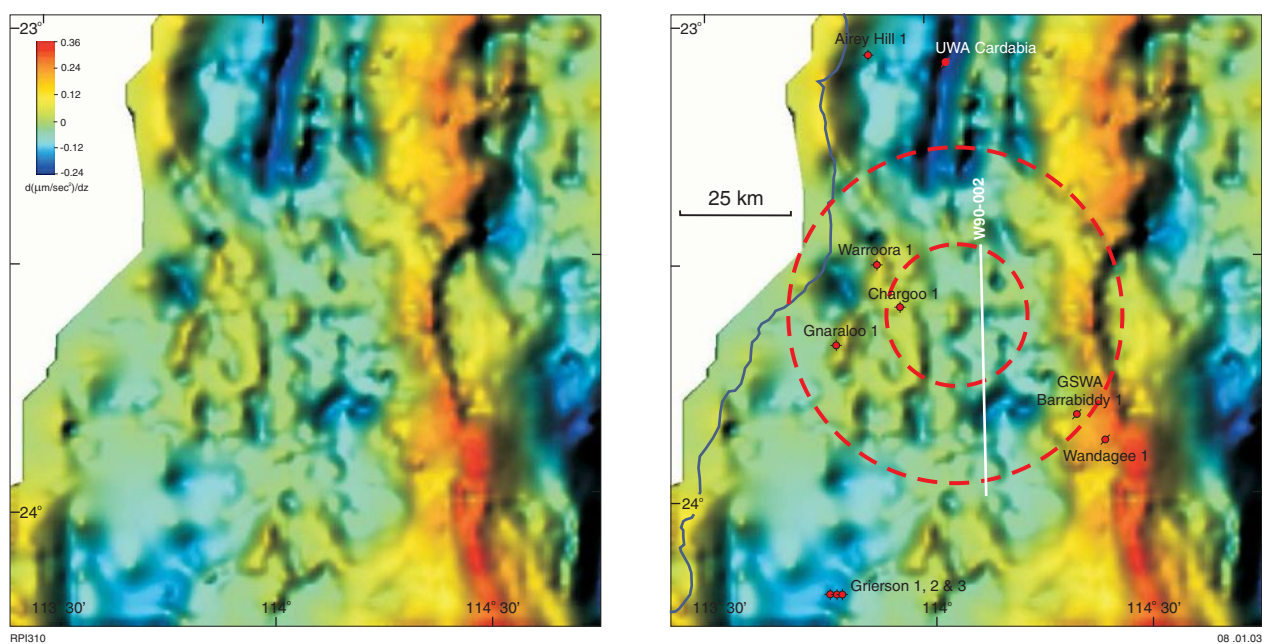 23°
0.36
0.24
0.12
0
-0.12
-0.24
d(µm/sec²)/dz
24°
113° 30'
114°
114° 30'
RPI310
23°
Airey Hill 1
UWA Cardabia
25 km
W90-002
Warroora 1
Chargoo 1
Gnaraloo 1
GSWA
Barrabiddy 1
Wandagee 1
24°
Grierson 1, 2 & 3
113° 30'
114°
114° 30'
08 .01.03